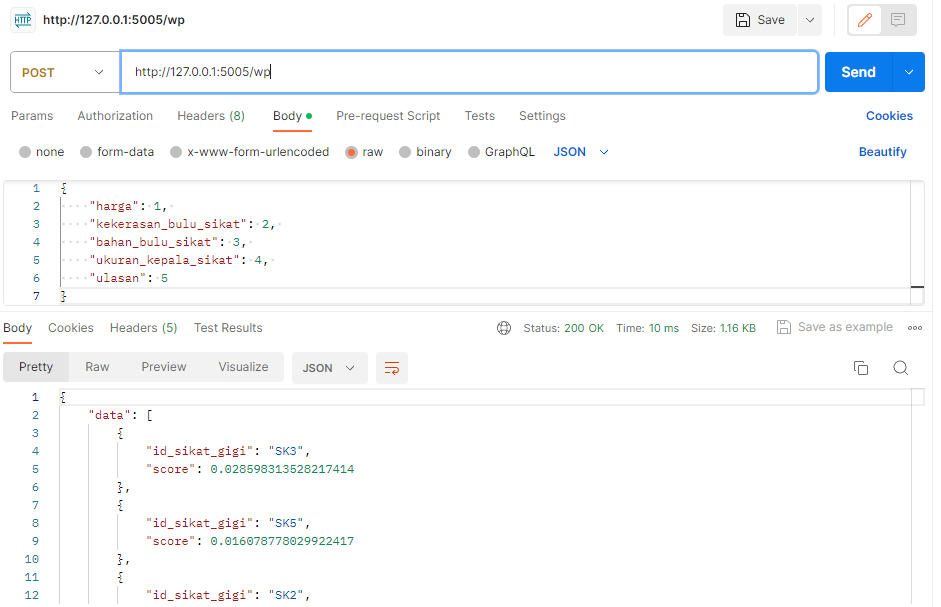 HTTP http://127.0.0.1:5005/wp Save
POST http://127.0.0.1:5005/wp Send
Params Authorization Headers (8) Body Pre-request Script Tests Settings Cookies
none form-data x-www-form-urlencoded raw binary GraphQL JSON Beautify
1 {
2 ····"harga":·1,·
3 ····"kekerasan_bulu_sikat":·2,·
4 ····"bahan_bulu_sikat":·3,·
5 ····"ukuran_kepala_sikat":·4,·
6 ····"ulasan":·5
7 }
Body Cookies Headers (5) Test Results Status: 200 OK Time: 10 ms Size: 1.16 KB Save as example
Pretty Raw Preview Visualize JSON
1 {
2 "data": [
3 {
4 "id_sikat_gigi": "SK3",
5 "score": 0.028598313528217414
6 },
7 {
8 "id_sikat_gigi": "SK5",
9 "score": 0.016078778029922417
10 },
11 {
12 "id_sikat_gigi": "SK2",